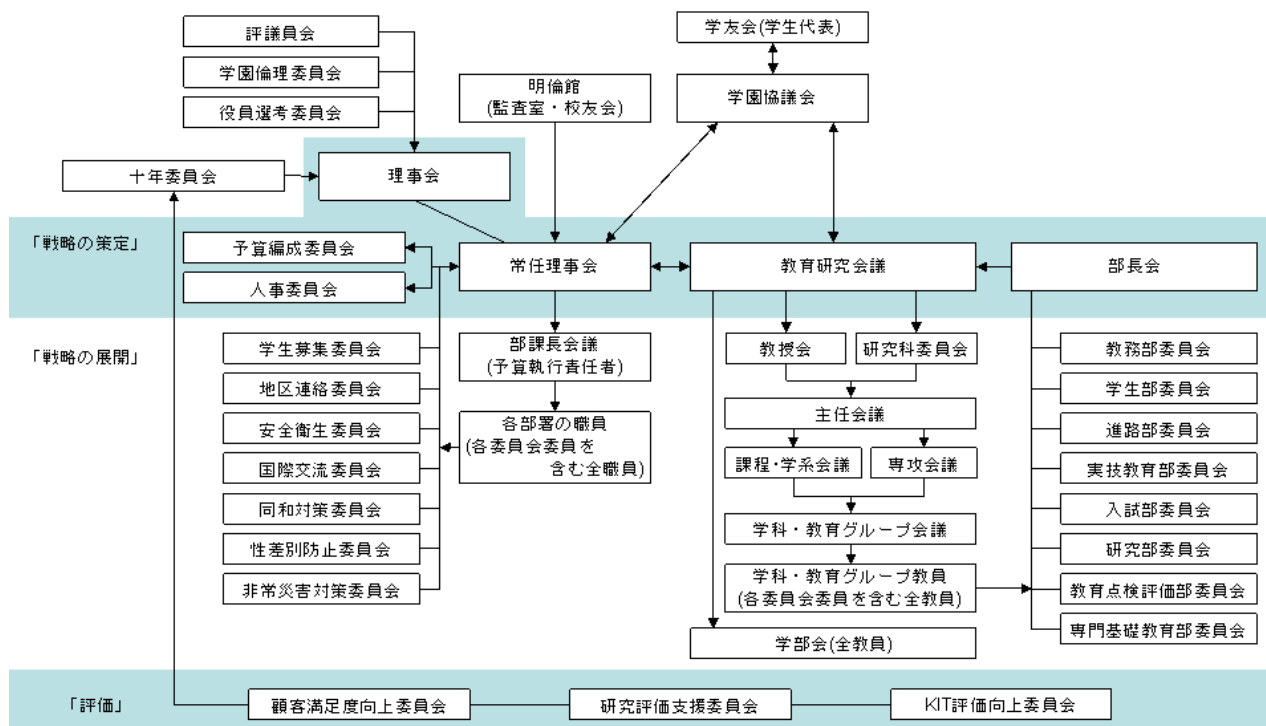 評議員会
学友会(学生代表)
学園倫理委員会
明倫館
(監査室・校友会)
学園協議会
役員選考委員会
十年委員会
理事会
「戦略の策定」
予算編成委員会
常任理事会
教育研究会議
部長会
人事委員会
「戦略の展開」
学生募集委員会
地区連絡委員会
安全衛生委員会
国際交流委員会
同和対策委員会
性差別防止委員会
非常災害対策委員会
部課長会議
(予算執行責任者)
各部署の職員
(各委員会委員を
含む全職員)
教授会
研究科委員会
主任会議
課程・学系会議
専攻会議
学科・教育グループ会議
学科・教育グループ教員
(各委員会委員を含む全教員)
学部会(全教員)
教務部委員会
学生部委員会
進路部委員会
実技教育部委員会
入試部委員会
研究部委員会
教育点検評価部委員会
専門基礎教育部委員会
「評価」
顧客満足度向上委員会
研究評価支援委員会
KIT評価向上委員会